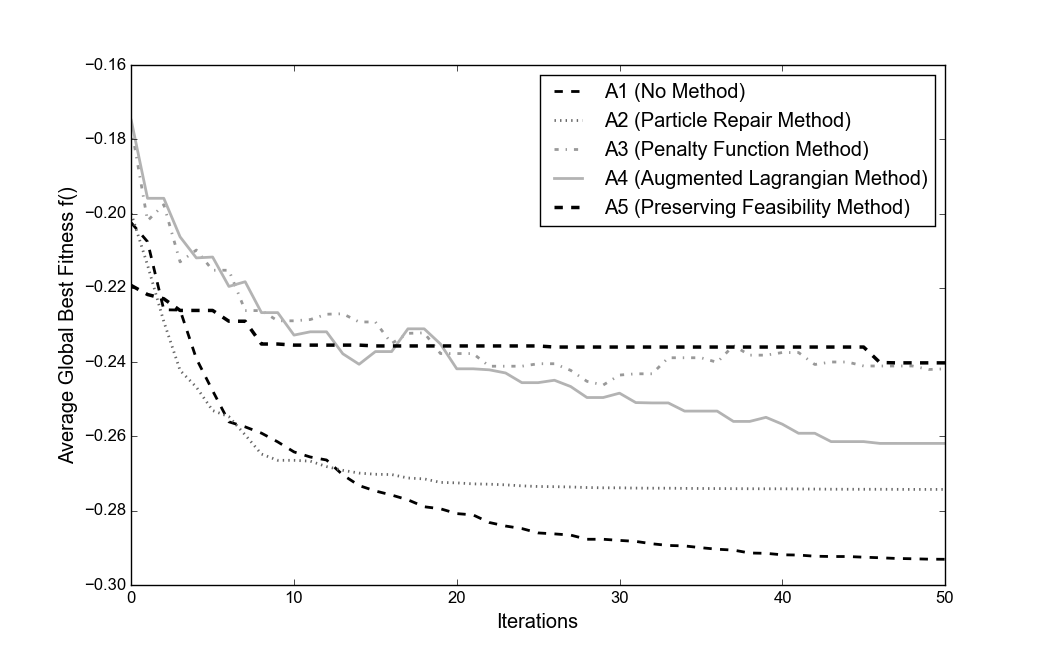 −0.16
−0.18
−0.20
−0.22
−0.24
−0.26
−0.28
−0.30
Average Global Best Fitness f()
A1 (No Method)
A2 (Particle Repair Method)
A3 (Penalty Function Method)
A4 (Augmented Lagrangian Method)
A5 (Preserving Feasibility Method)
0 10 20 30 40 50
Iterations